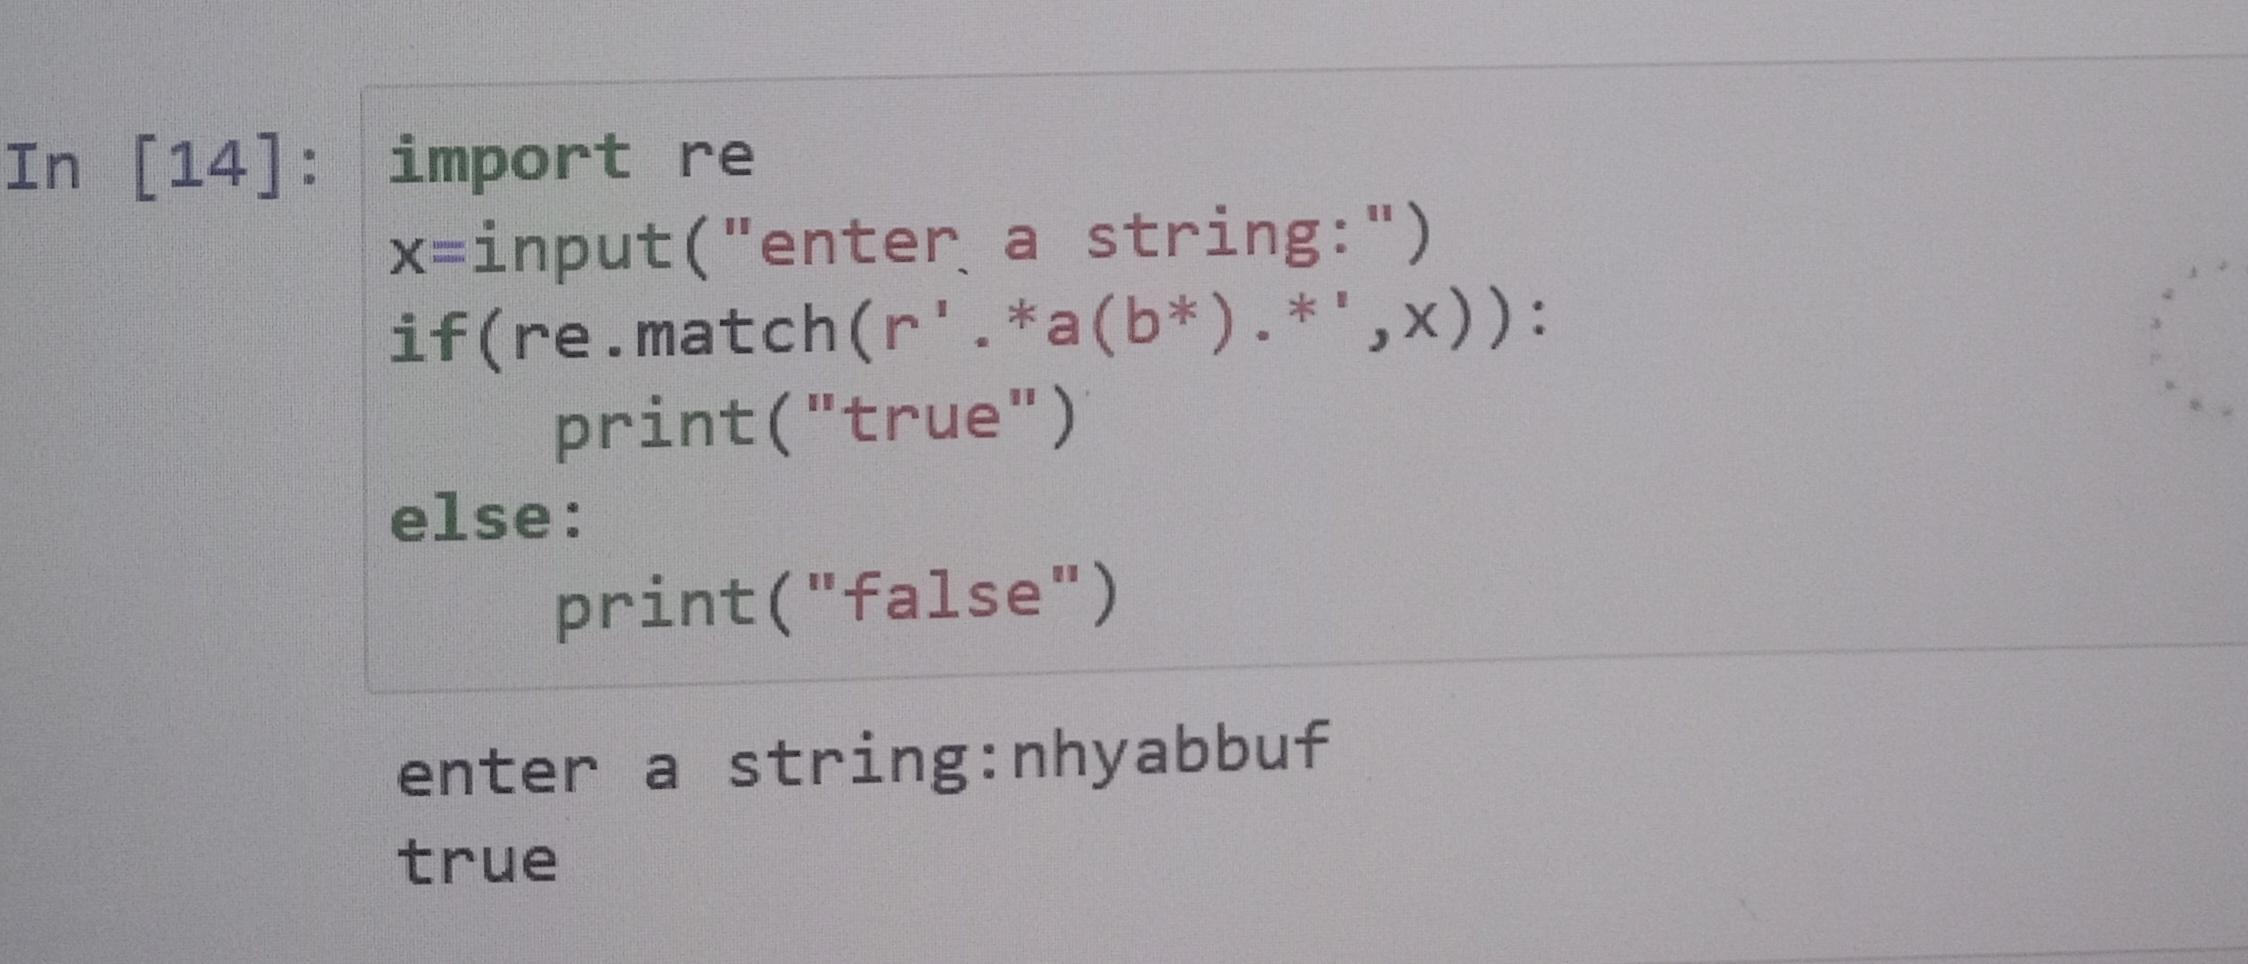 In [14]: import re
x=input("enter a string:")
if(re.match(r'.*a(b*).*',x)):
    print("true")
else:
    print("false")
enter a string:nhyabbuf
true